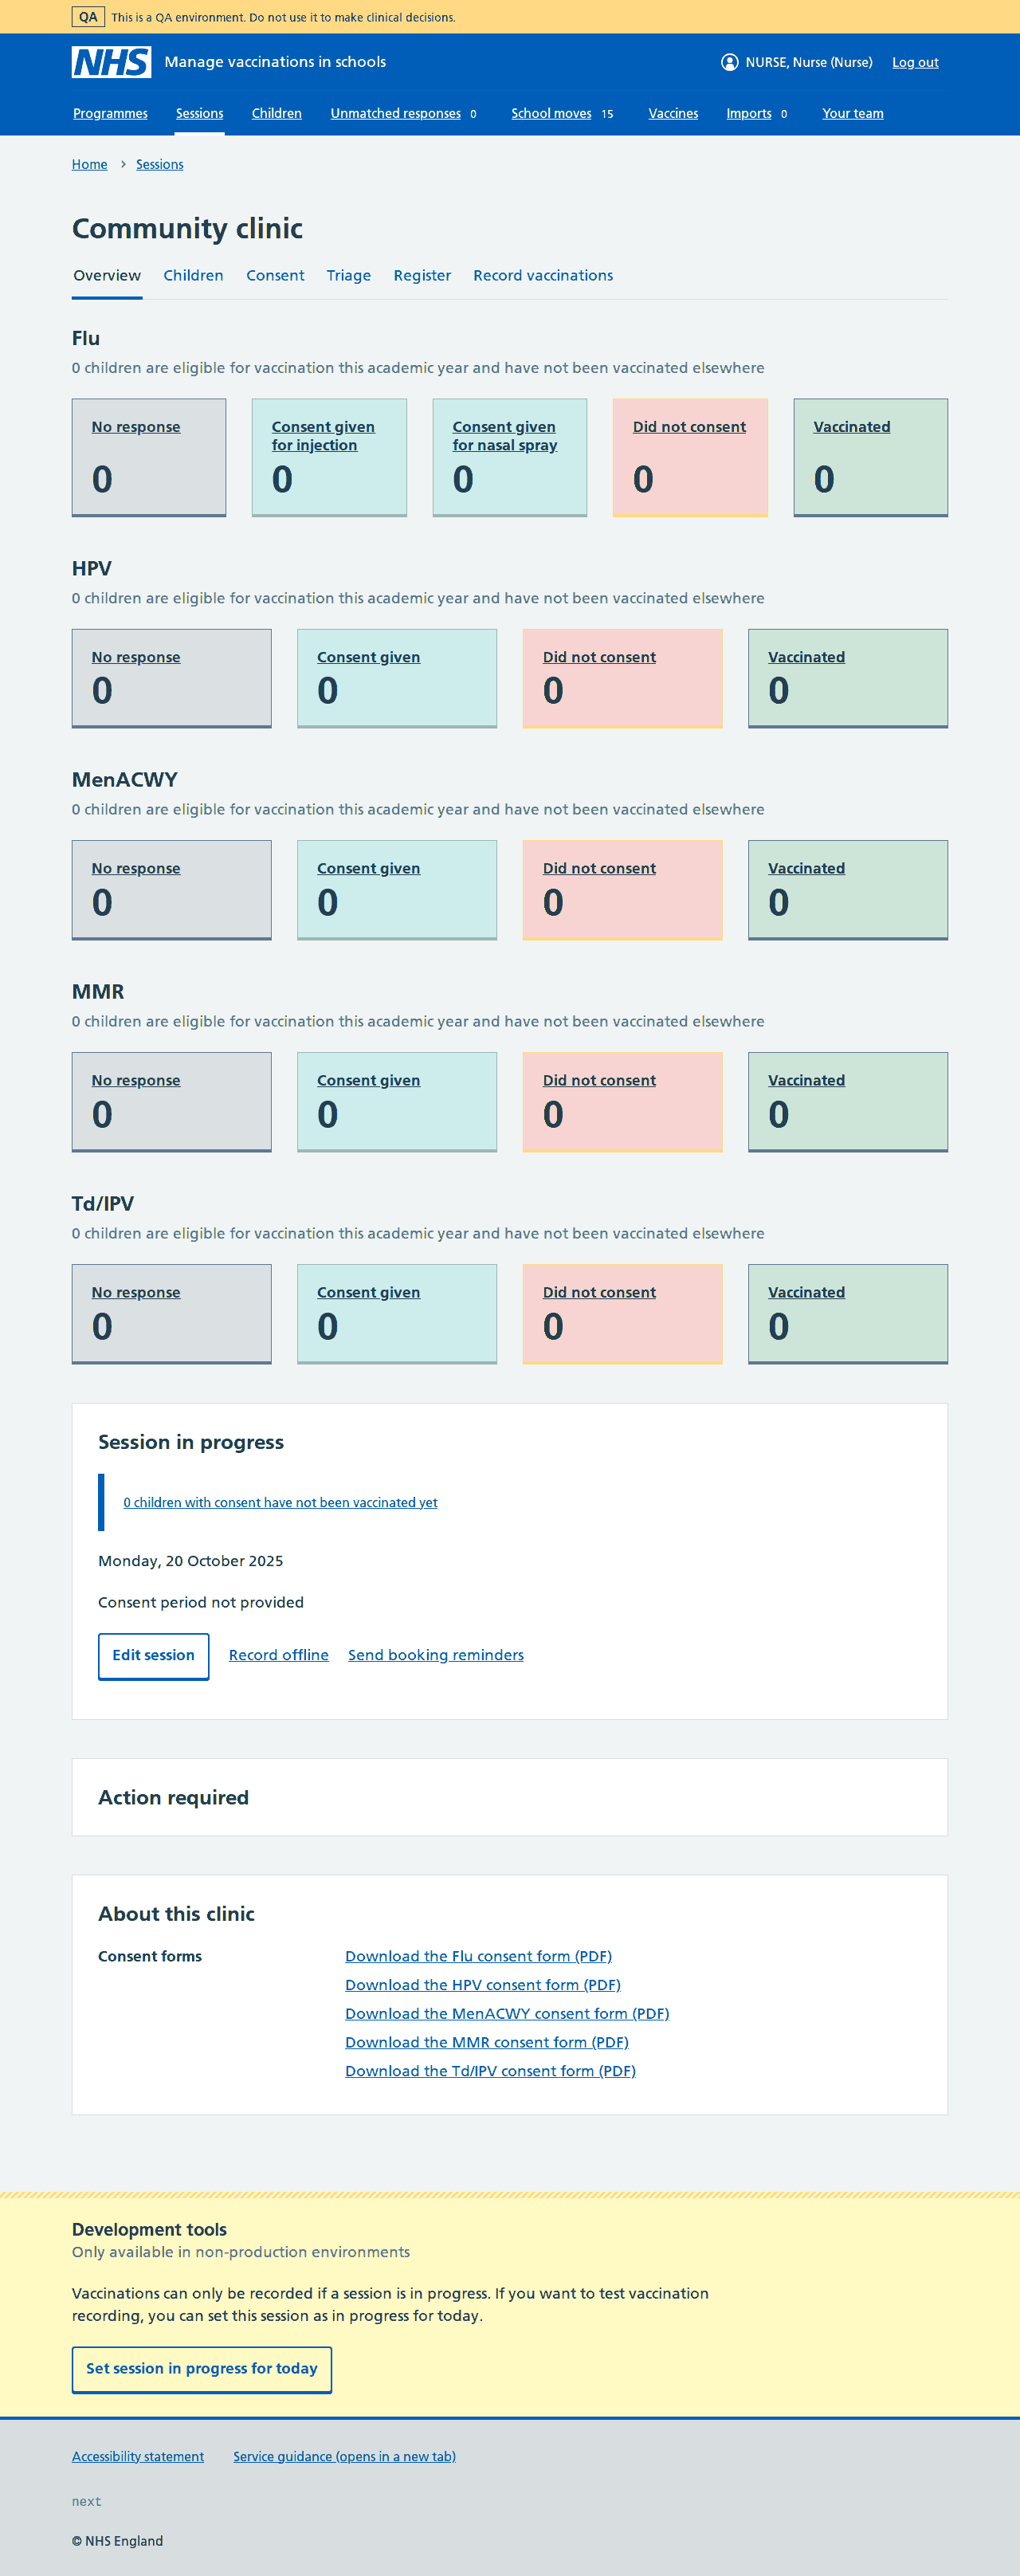 QA This is a QA environment. Do not use it to make clinical decisions.
NHS Manage vaccinations in schools NURSE, Nurse (Nurse) Log out
Programmes Sessions Children Unmatched responses 0 School moves 15 Vaccines Imports 0 Your team
Home Sessions
Community clinic
Overview Children Consent Triage Register Record vaccinations
Flu
0 children are eligible for vaccination this academic year and have not been vaccinated elsewhere
No response
0
Consent given
for injection
0
Consent given
for nasal spray
0
Did not consent
0
Vaccinated
0
HPV
0 children are eligible for vaccination this academic year and have not been vaccinated elsewhere
No response
0
Consent given
0
Did not consent
0
Vaccinated
0
MenACWY
0 children are eligible for vaccination this academic year and have not been vaccinated elsewhere
No response
0
Consent given
0
Did not consent
0
Vaccinated
0
MMR
0 children are eligible for vaccination this academic year and have not been vaccinated elsewhere
No response
0
Consent given
0
Did not consent
0
Vaccinated
0
Td/IPV
0 children are eligible for vaccination this academic year and have not been vaccinated elsewhere
No response
0
Consent given
0
Did not consent
0
Vaccinated
0
Session in progress
0 children with consent have not been vaccinated yet
Monday, 20 October 2025
Consent period not provided
Edit session Record offline Send booking reminders
Action required
About this clinic
Consent forms Download the Flu consent form (PDF)
Download the HPV consent form (PDF)
Download the MenACWY consent form (PDF)
Download the MMR consent form (PDF)
Download the Td/IPV consent form (PDF)
Development tools
Only available in non-production environments
Vaccinations can only be recorded if a session is in progress. If you want to test vaccination
recording, you can set this session as in progress for today.
Set session in progress for today
Accessibility statement Service guidance (opens in a new tab)
next
© NHS England